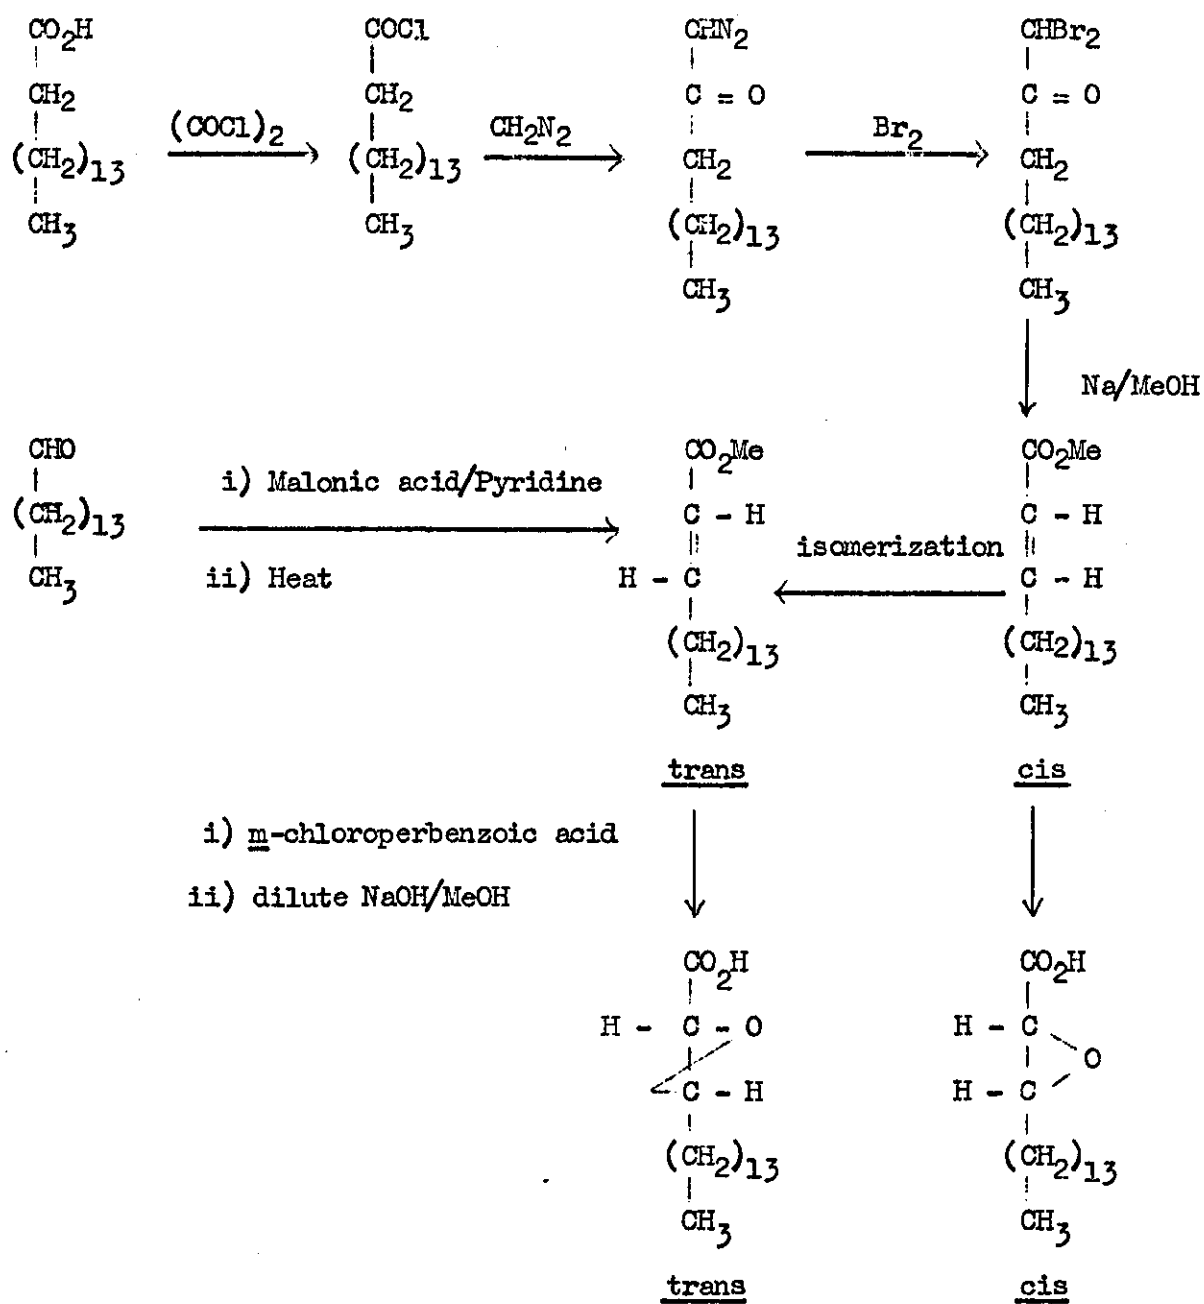 CO2H COCl CHN2 CHBr2
CH2 CH2 C = O C = O
(COCl)2 CH2N2 Br2
(CH2)13 (CH2)13 CH2 CH2
CH3 CH3 (CH2)13 (CH2)13
CH3 CH3
Na/MeOH
CHO CO2Me CO2Me
i) Malonic acid/Pyridine
(CH2)13 C - H C - H
isomerization
CH3 ii) Heat H - C C - H
(CH2)13 (CH2)13
CH3 CH3
trans cis
i) m-chloroperbenzoic acid
ii) dilute NaOH/MeOH
CO2H CO2H
H - C - O H - C
O
C - H H - C
(CH2)13 (CH2)13
CH3 CH3
trans cis